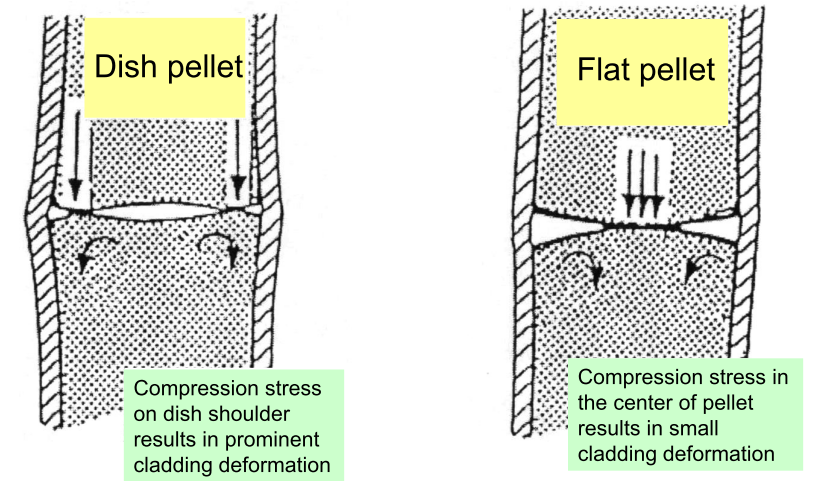 Dish pellet
Flat pellet
Compression stress
on dish shoulder
results in prominent
cladding deformation
Compression stress in
the center of pellet
results in small
cladding deformation